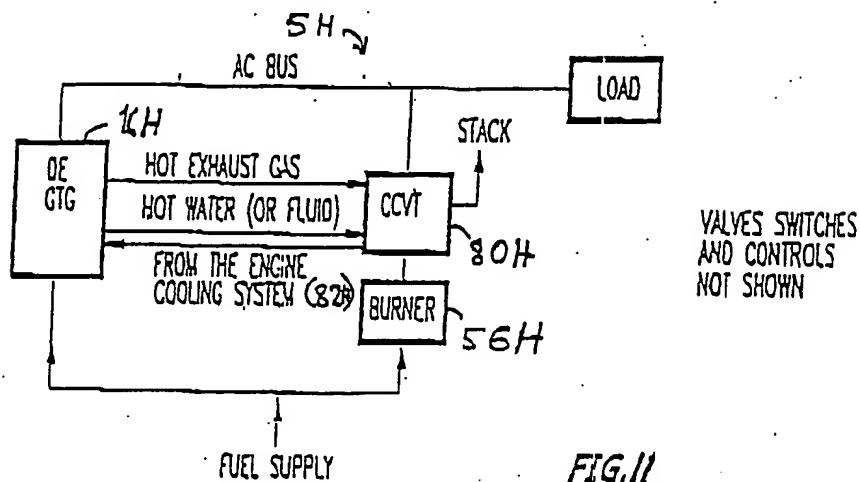 5H
AC BUS
LOAD
16H
STACK
DE
GTG
HOT EXHAUST GAS
HOT WATER (OR FLUID)
CCVT
80H
FROM THE ENGINE
COOLING SYSTEM (82H)
BURNER
56H
VALVES SWITCHES
AND CONTROLS
NOT SHOWN
FUEL SUPPLY
FIG.11